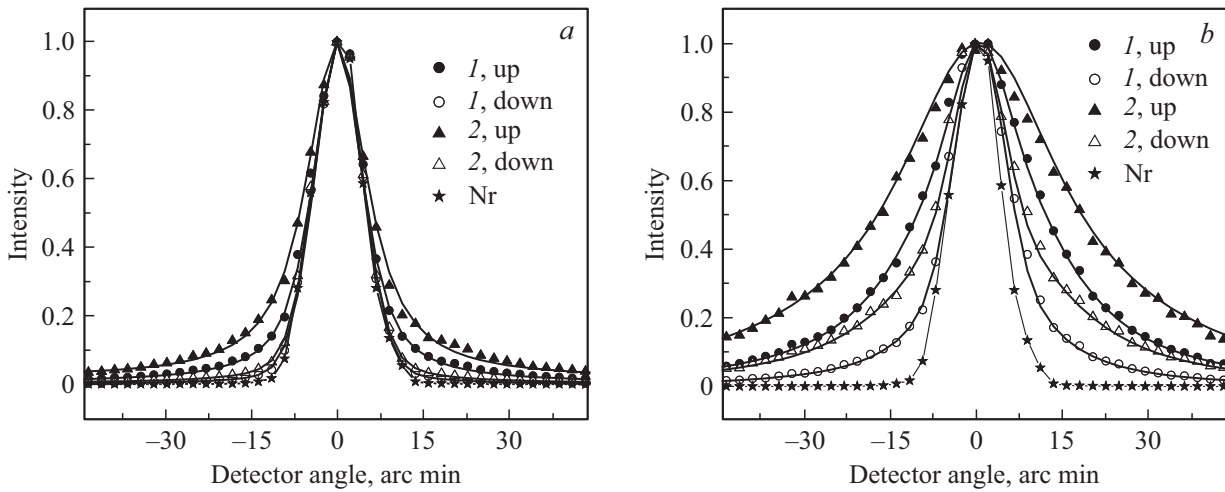 a
1.0
0.8
0.6
0.4
0.2
0
Intensity
1, up
1, down
2, up
2, down
Nr
–30
–15
0
15
30
Detector angle, arc min
b
1.0
0.8
0.6
0.4
0.2
0
Intensity
1, up
1, down
2, up
2, down
Nr
–30
–15
0
15
30
Detector angle, arc min